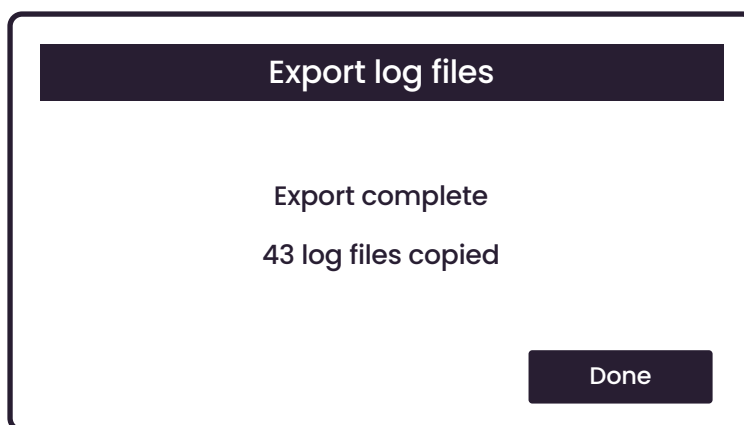 Export log files
Export complete
43 log files copied
Done